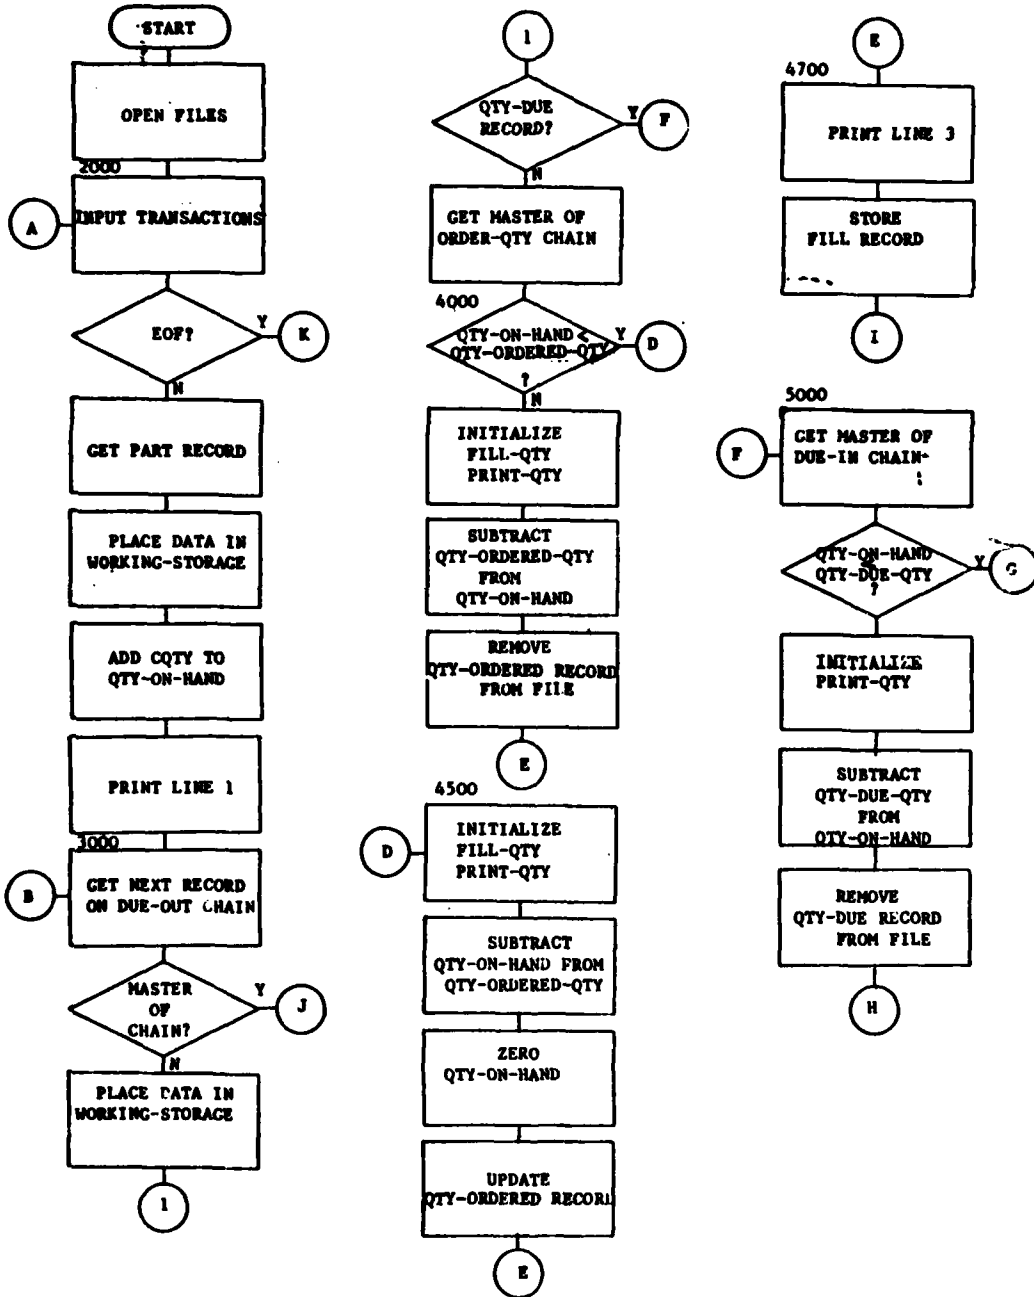 START
OPEN FILES
2000
INPUT TRANSACTIONS
A
EOF?
Y
K
N
GET PART RECORD
PLACE DATA IN
WORKING-STORAGE
ADD CQTY TO
QTY-ON-HAND
PRINT LINE 1
3000
B
GET NEXT RECORD
ON DUE-OUT CHAIN
MASTER
OF
CHAIN?
Y
J
N
PLACE DATA IN
WORKING-STORAGE
1
1
QTY-DUE
RECORD?
Y
F
N
GET MASTER OF
ORDER-QTY CHAIN
4000
QTY-ON-HAND <
QTY-ORDERED-QTY
?
Y
D
N
INITIALIZE
FILL-QTY
PRINT-QTY
SUBTRACT
QTY-ORDERED-QTY
FROM
QTY-ON-HAND
REMOVE
QTY-ORDERED RECORD
FROM FILE
E
4500
D
INITIALIZE
FILL-QTY
PRINT-QTY
SUBTRACT
QTY-ON-HAND FROM
QTY-ORDERED-QTY
ZERO
QTY-ON-HAND
UPDATE
QTY-ORDERED RECORD
E
E
4700
PRINT LINE 3
STORE
FILL RECORD
I
5000
F
GET MASTER OF
DUE-IN CHAIN
QTY-ON-HAND
<
QTY-DUE-QTY
?
Y
G
INITIALIZE
PRINT-QTY
SUBTRACT
QTY-DUE-QTY
FROM
QTY-ON-HAND
REMOVE
QTY-DUE RECORD
FROM FILE
H